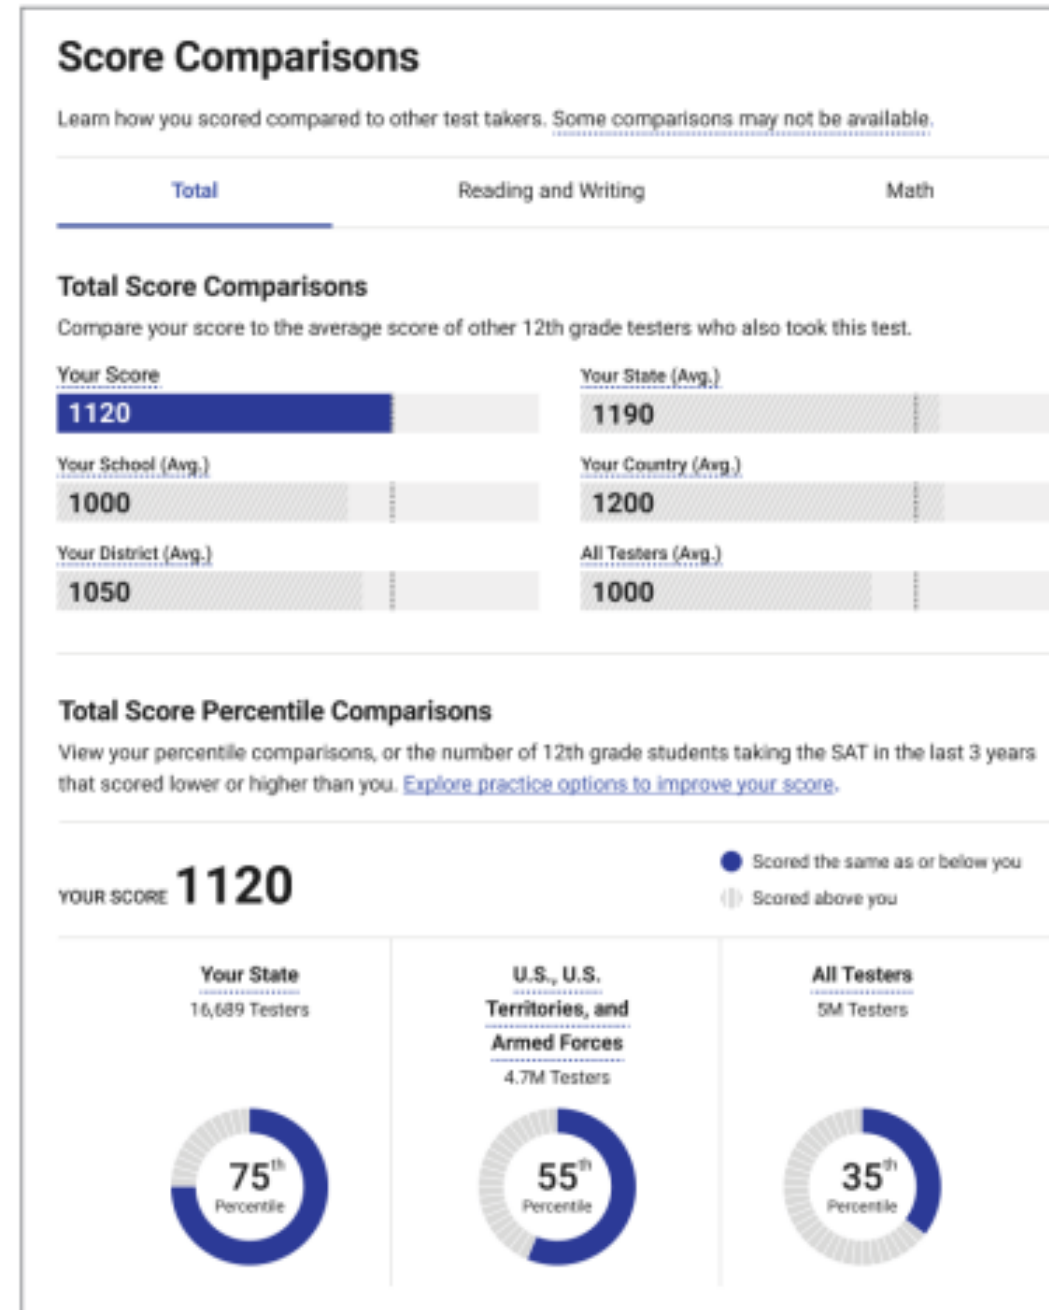 Score Comparisons
Learn how you scored compared to other test takers. Some comparisons may not be available.
Total Reading and Writing Math
Total Score Comparisons
Compare your score to the average score of other 12th grade testers who also took this test.
Your Score
1120
Your State (Avg.)
1190
Your School (Avg.)
1000
Your Country (Avg.)
1200
Your District (Avg.)
1050
All Testers (Avg.)
1000
Total Score Percentile Comparisons
View your percentile comparisons, or the number of 12th grade students taking the SAT in the last 3 years
that scored lower or higher than you. Explore practice options to improve your score.
YOUR SCORE 1120
Scored the same as or below you
Scored above you
Your State
16,689 Testers
75th
Percentile
U.S., U.S.
Territories, and
Armed Forces
4.7M Testers
55th
Percentile
All Testers
5M Testers
35th
Percentile